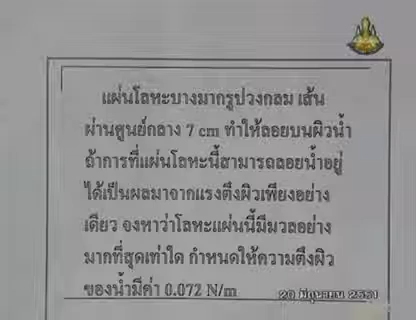 แผ่นโลหะบางมากรูปวงกลม เส้น
ผ่านศูนย์กลาง 7 cm ทำให้ลอยบนผิวน้ำ
ถ้าการที่แผ่นโลหะนี้สามารถลอยน้ำอยู่
ได้เป็นผลมาจากแรงตึงผิวเพียงอย่าง
เดียว จงหาว่าโลหะแผ่นนี้มีมวลอย่าง
มากที่สุดเท่าใด กำหนดให้ความตึงผิว
ของน้ำมีค่า 0.072 N/m
20 มิถุนายน 2551